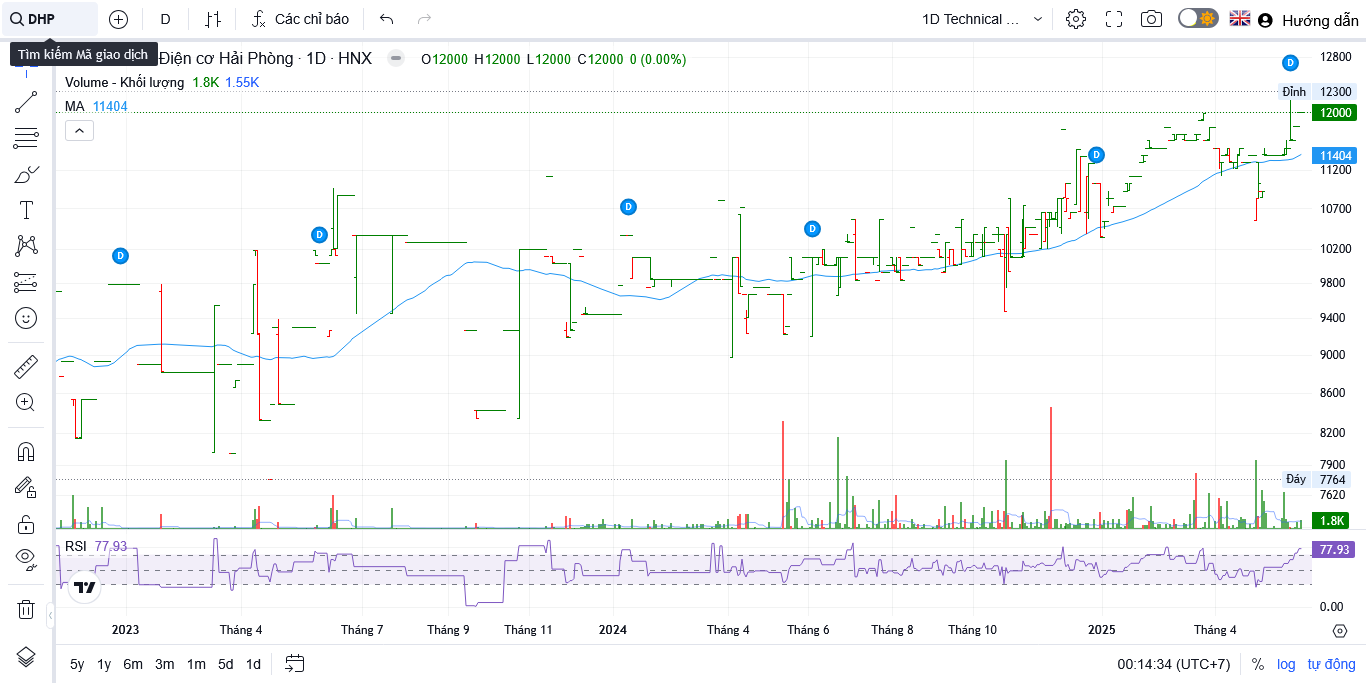 DHP
D
Các chỉ báo
1D Technical ...
Hướng dẫn
Tìm kiếm Mã giao dịch
Điện cơ Hải Phòng · 1D · HNX
O12000 H12000 L12000 C12000 0 (0.00%)
Volume - Khối lượng 1.8K 1.55K
MA 11404
D
D
D
D
D
D
12800
Đỉnh 12300
12000
11404
11200
10700
10200
9800
9400
9000
8600
8200
7900
Đáy 7764
7620
1.8K
RSI 77.93
77.93
0.00
2023 Tháng 4 Tháng 7 Tháng 9 Tháng 11 2024 Tháng 4 Tháng 6 Tháng 8 Tháng 10 2025 Tháng 4
5y 1y 6m 3m 1m 5d 1d
00:14:34 (UTC+7) % log tự động